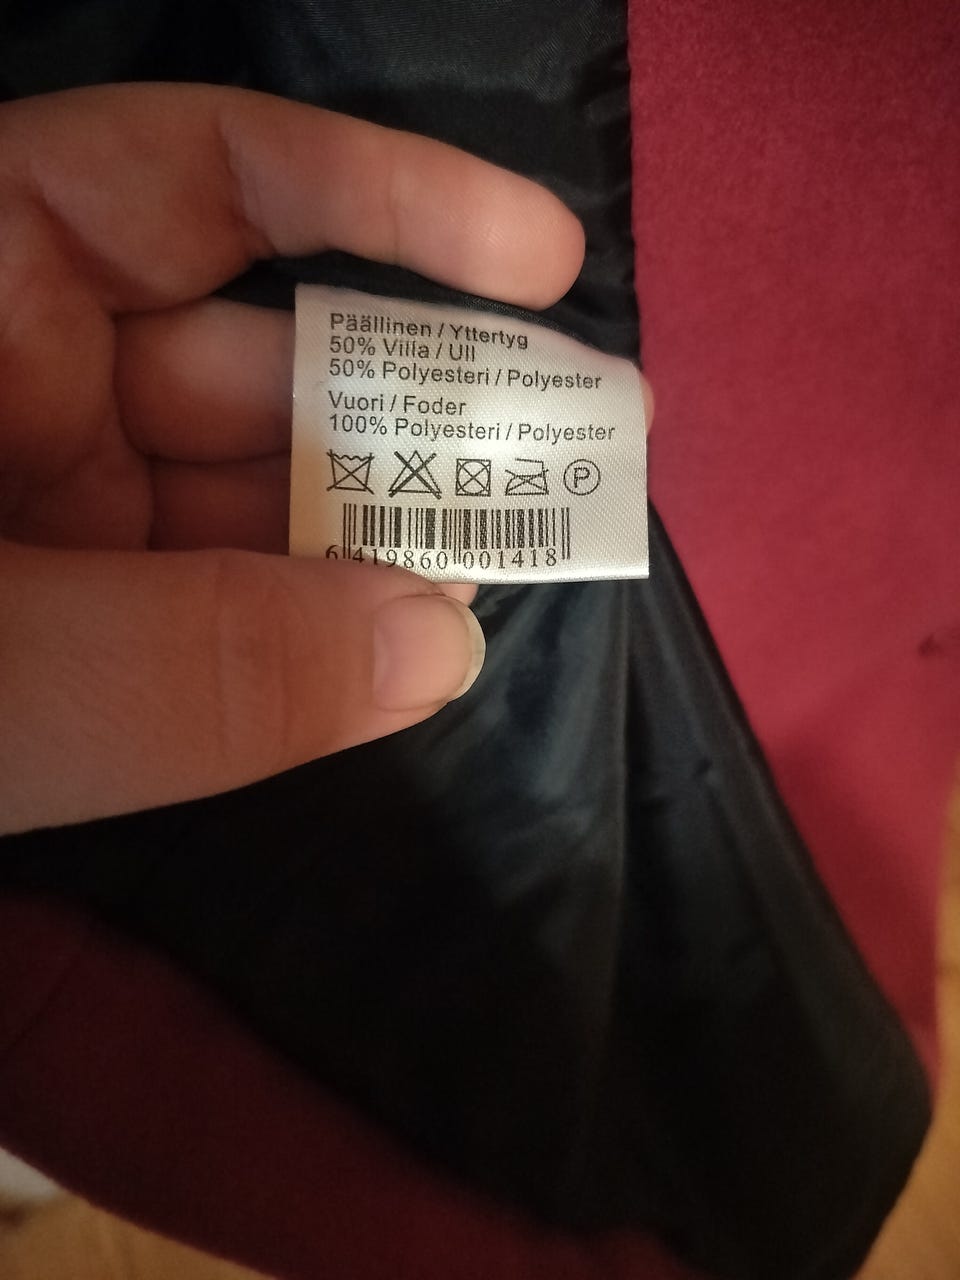 Päällinen / Yttertyg
50% Villa / Ull
50% Polyesteri / Polyester
Vuori / Foder
100% Polyesteri / Polyester
P
6 419860 001418